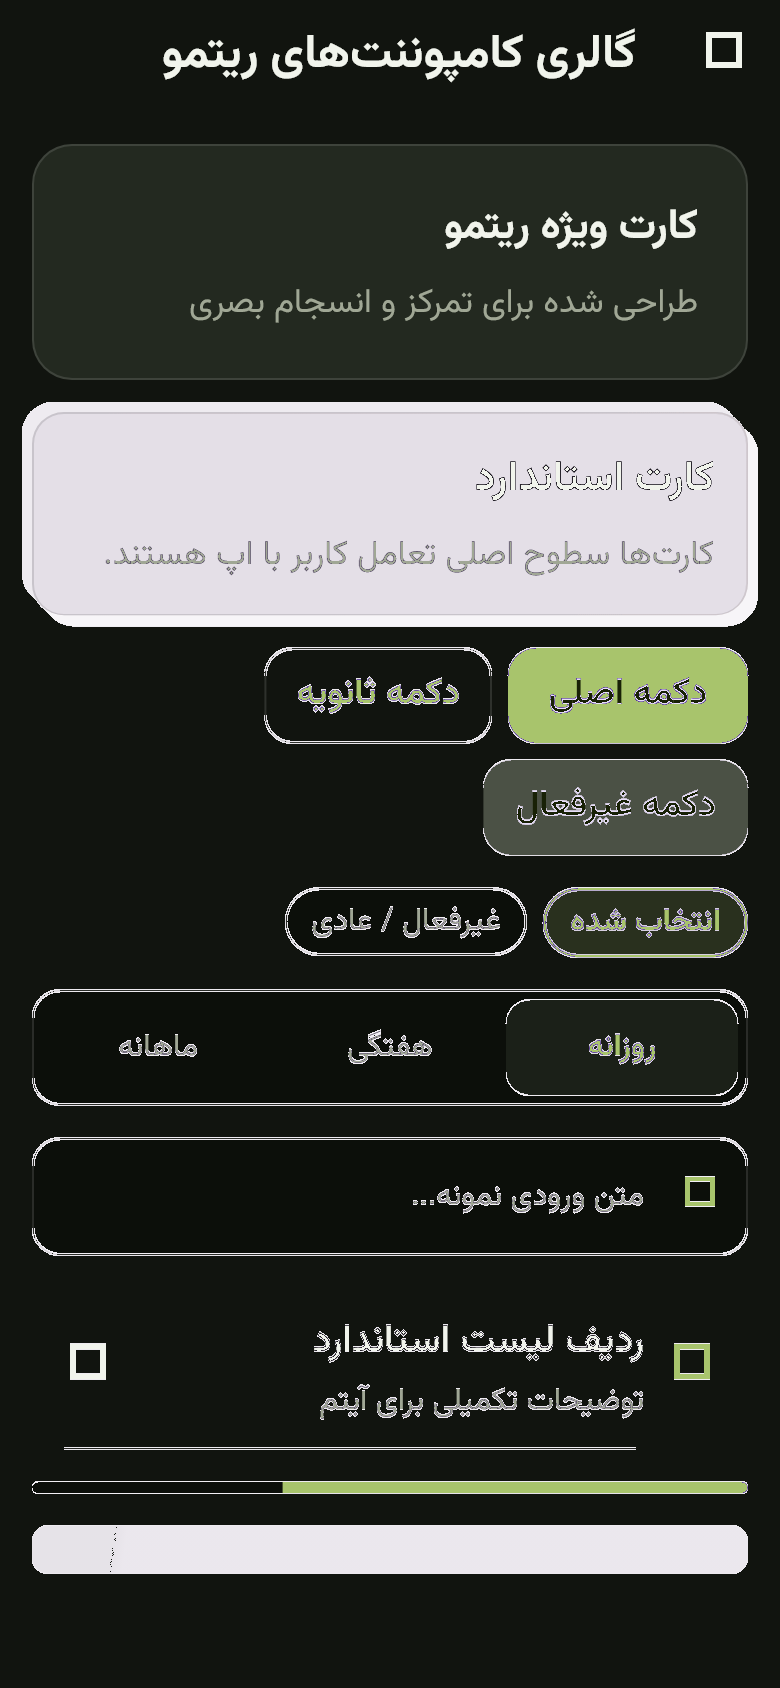 گالری کامپوننت‌های ریتمو
کارت ویژه ریتمو
طراحی شده برای تمرکز و انسجام بصری
کارت استاندارد
کارت‌ها سطوح اصلی تعامل کاربر با اپ هستند.
دکمه اصلی
دکمه ثانویه
دکمه غیرفعال
انتخاب شده
غیرفعال / عادی
روزانه
هفتگی
ماهانه
متن ورودی نمونه...
ردیف لیست استاندارد
توضیحات تکمیلی برای آیتم